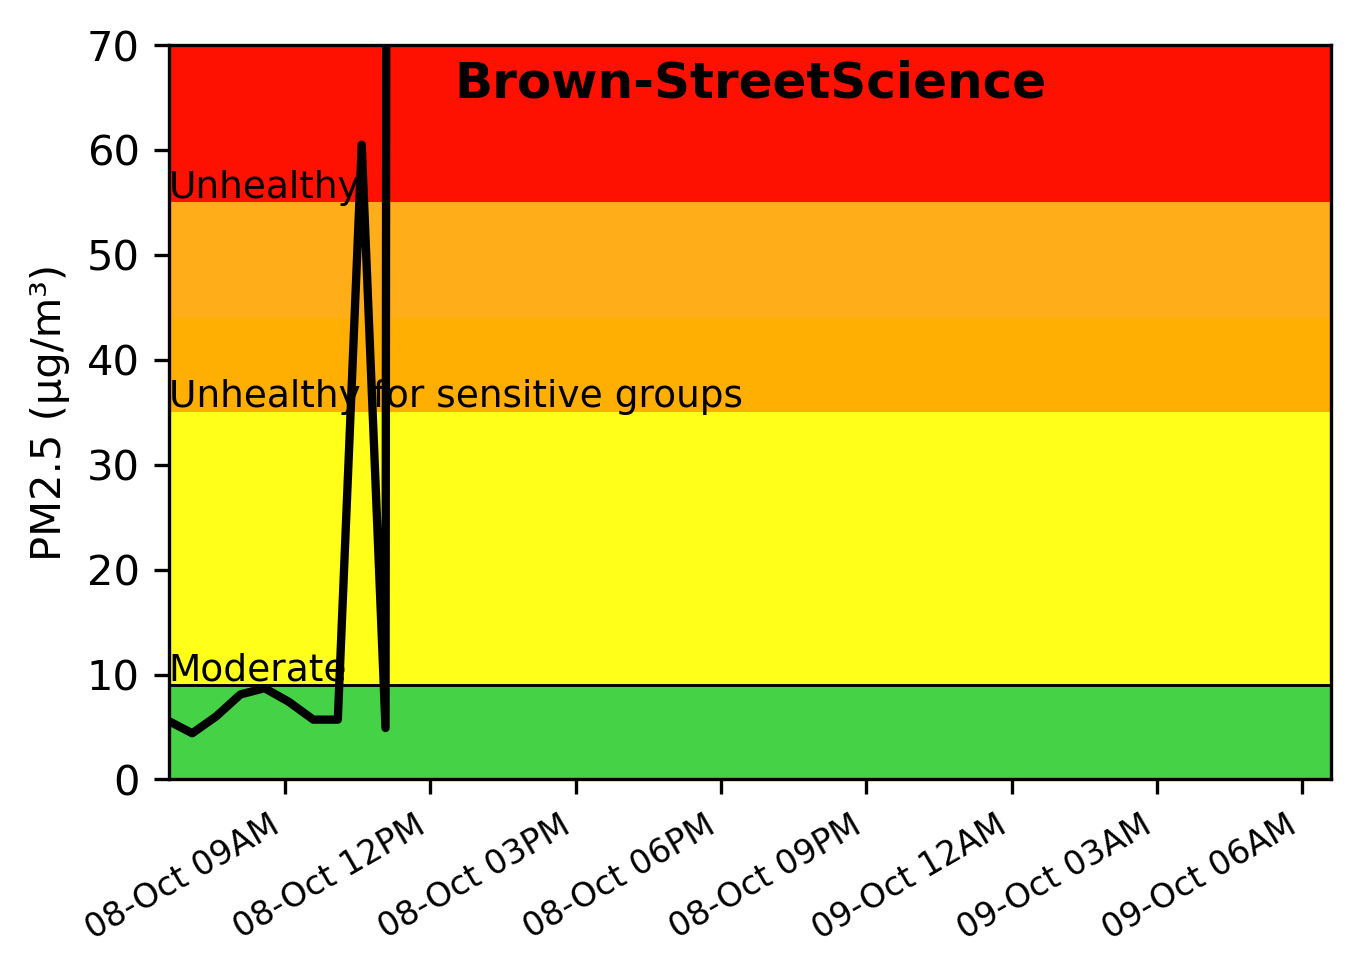 Brown-StreetScience
PM2.5 (µg/m³)
70
60
50
40
30
20
10
0
Unhealthy
Unhealthy for sensitive groups
Moderate
08-Oct 09AM
08-Oct 12PM
08-Oct 03PM
08-Oct 06PM
08-Oct 09PM
09-Oct 12AM
09-Oct 03AM
09-Oct 06AM